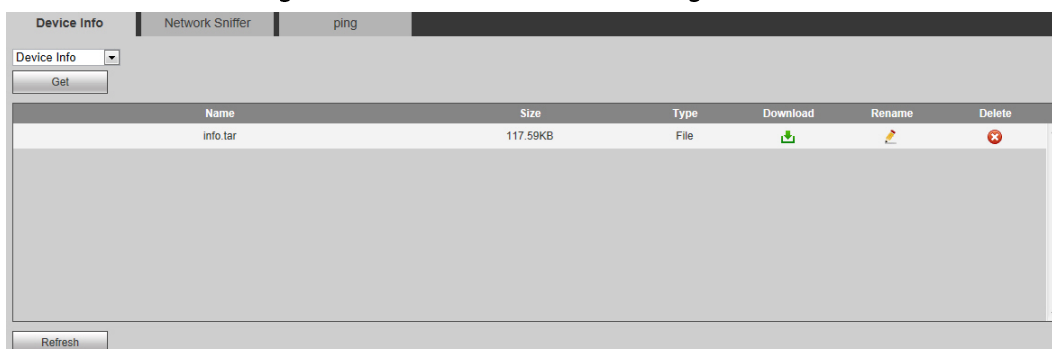 Device Info Network Sniffer ping
Device Info
Get
Name Size Type Download Rename Delete
info.tar 117.59KB File
Refresh